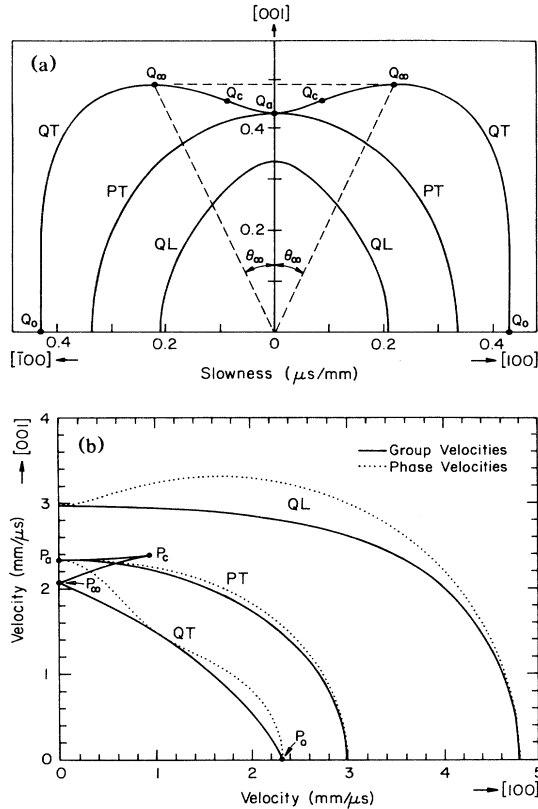 [001]
(a)
Q∞ Q∞
Qc Qa Qc
QT 0.4 QT
PT PT
QL 0.2 QL
θ∞ θ∞
Qo Qo
0.4 0.2 0 0.2 0.4
[1̄00] [100]
Slowness (μs/mm)
[001]
(b)
Group Velocities
Phase Velocities
QL
Pa Pc
P∞
PT
QT
Po
4
3
2
1
0
Velocity (mm/μs)
0 1 2 3 4 5
[100]
Velocity (mm/μs)